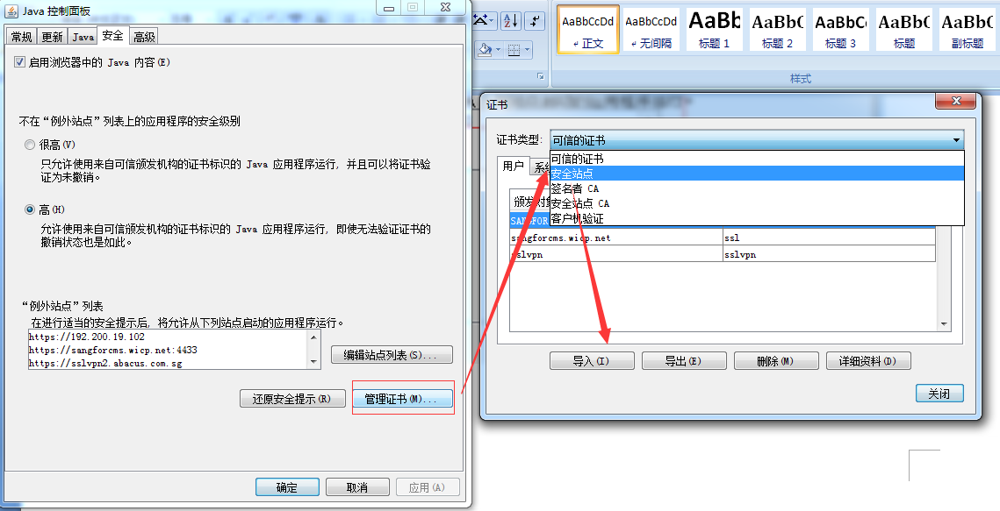 Java 控制面板
常规 更新 Java 安全 高级
启用浏览器中的 Java 内容(E)
不在“例外站点”列表上的应用程序的安全级别
很高(V)
只允许使用来自可信颁发机构的证书标识的 Java 应用程序运行，并且可以将证书验
证为未撤销。
高(H)
允许使用来自可信颁发机构的证书标识的 Java 应用程序运行，即使无法验证证书的
撤销状态也是如此。
“例外站点”列表
在进行适当的安全提示后，将允许从下列站点启动的应用程序运行。
https://192.200.19.102
https://sangforcms.wicp.net:4433
https://sslvpn2.abacus.com.sg
编辑站点列表(S)...
还原安全提示(R) 管理证书(M)...
确定 取消 应用(A)
AaBbCcDd AaBbCcDd AaBb AaBbC AaBbC AaBbC AaBbC
↲ 正文 ↲ 无间隔 标题 1 标题 2 标题 3 标题 副标题
样式
证书
证书类型: 可信的证书
用户
可信的证书
安全站点
签名者 CA
安全站点 CA
客户机验证
颁发对象
SANGFOR
sangforcms.wicp.net ssl
sslvpn sslvpn
导入(I) 导出(E) 删除(M) 详细资料(D)
关闭